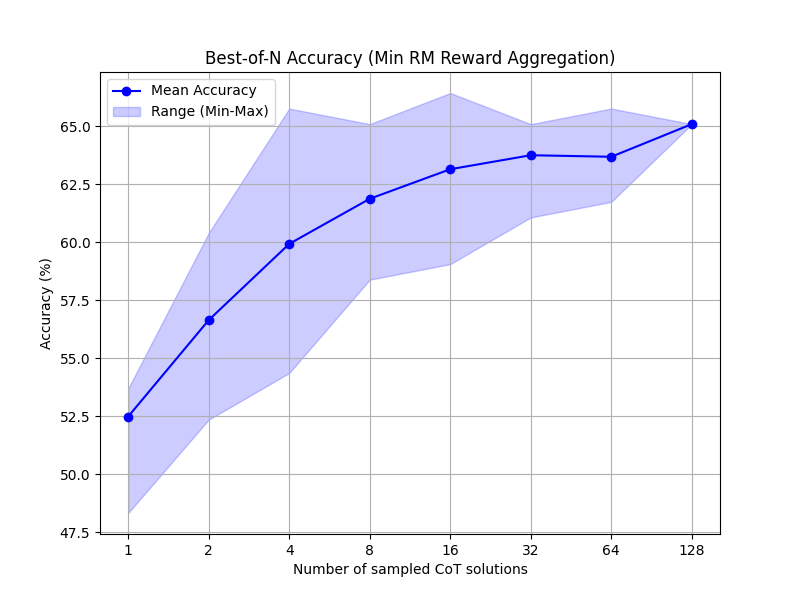 Best-of-N Accuracy (Min RM Reward Aggregation)
Mean Accuracy
Range (Min-Max)
65.0
62.5
60.0
57.5
55.0
52.5
50.0
47.5
Accuracy (%)
1 2 4 8 16 32 64 128
Number of sampled CoT solutions